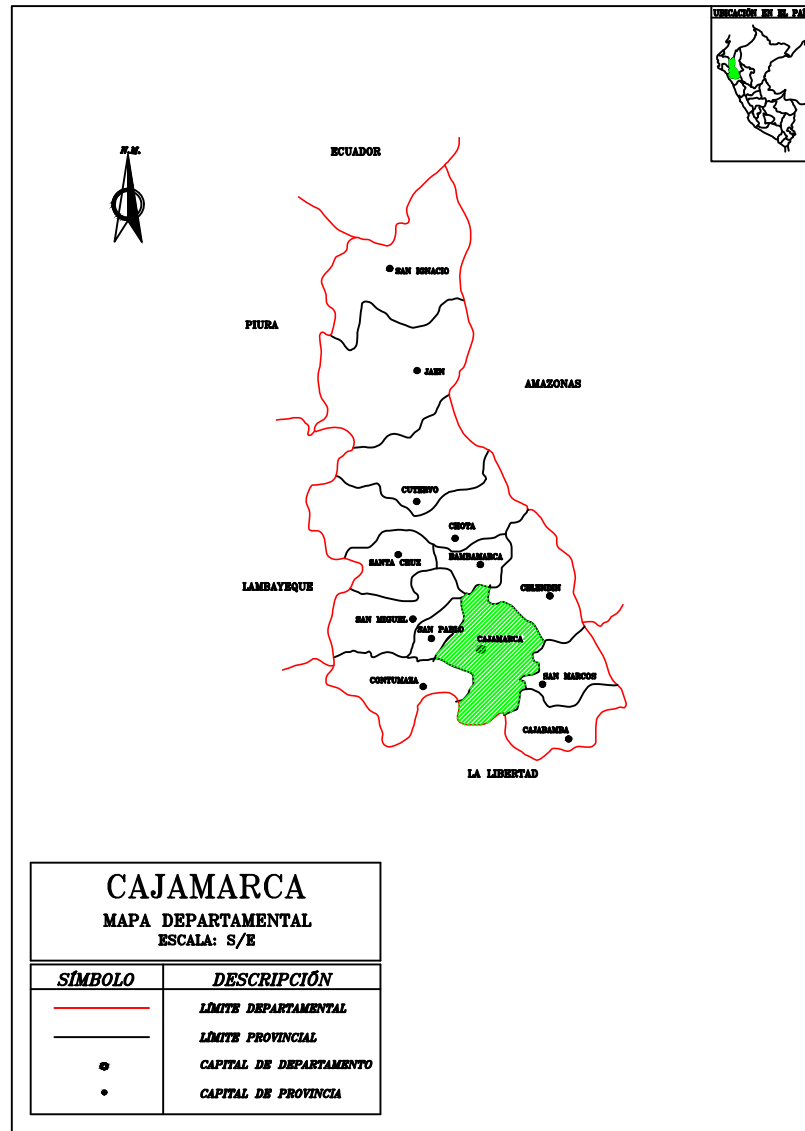 UBICACIÓN EN EL PAÍ
N.M.
ECUADOR
SAN IGNACIO
PIURA
JAEN
AMAZONAS
CUTERVO
CHOTA
SANTA CRUZ
BAMBAMARCA
LAMBAYEQUE
CELENDIN
SAN MIGUEL
SAN PABLO
CAJAMARCA
CONTUMAZA
SAN MARCOS
CAJABAMBA
LA LIBERTAD
CAJAMARCA
MAPA DEPARTAMENTAL
ESCALA: S/E
SÍMBOLO DESCRIPCIÓN
LÍMITE DEPARTAMENTAL
LÍMITE PROVINCIAL
CAPITAL DE DEPARTAMENTO
CAPITAL DE PROVINCIA